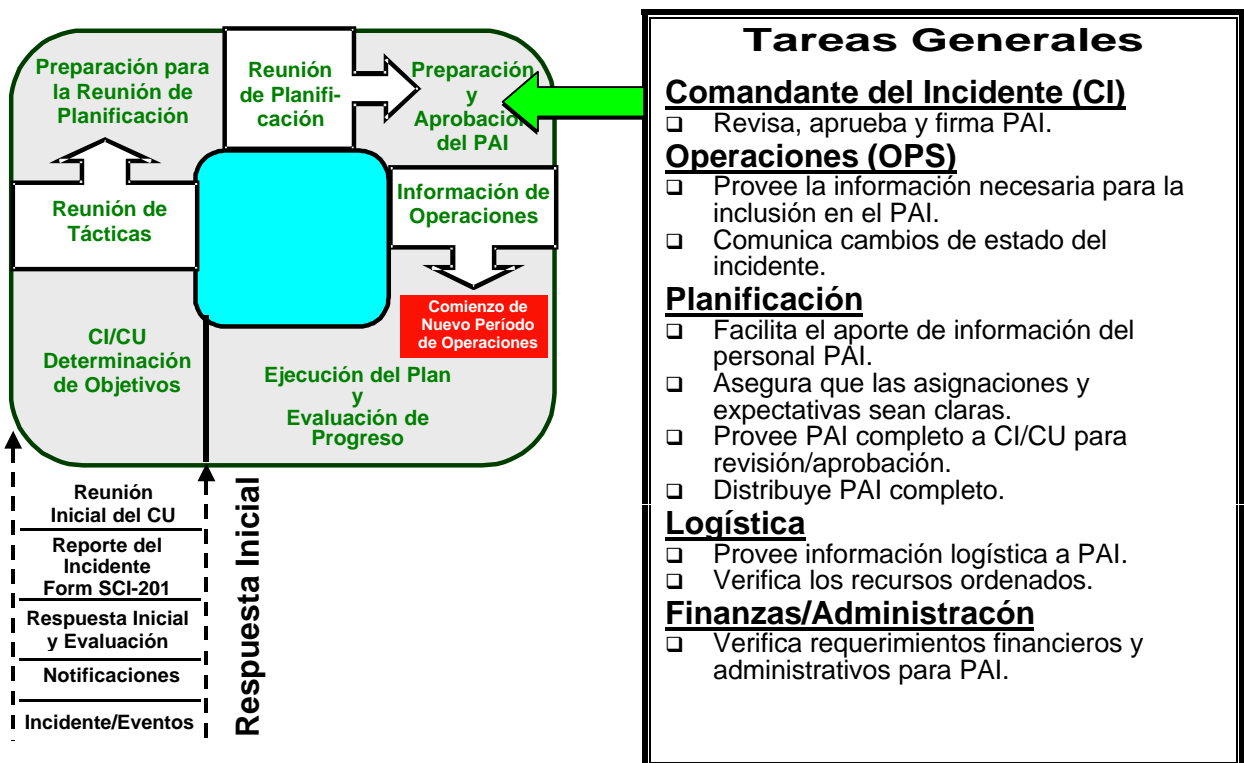 Preparación para
la Reunión de
Planificación
Reunión
de Planifi-
cación
Preparación
y
Aprobación
del PAI
Reunión de
Tácticas
Información de
Operaciones
Comienzo de
Nuevo Período
de Operaciones
CI/CU
Determinación
de Objetivos
Ejecución del Plan
y
Evaluación de
Progreso
Reunión
Inicial del CU
Reporte del
Incidente
Form SCI-201
Respuesta Inicial
y Evaluación
Notificaciones
Incidente/Eventos
Respuesta Inicial
Tareas Generales
Comandante del Incidente (CI)
❑ Revisa, aprueba y firma PAI.
Operaciones (OPS)
❑ Provee la información necesaria para la
inclusión en el PAI.
❑ Comunica cambios de estado del
incidente.
Planificación
❑ Facilita el aporte de información del
personal PAI.
❑ Asegura que las asignaciones y
expectativas sean claras.
❑ Provee PAI completo a CI/CU para
revisión/aprobación.
❑ Distribuye PAI completo.
Logística
❑ Provee información logística a PAI.
❑ Verifica los recursos ordenados.
Finanzas/Administracón
❑ Verifica requerimientos financieros y
administrativos para PAI.